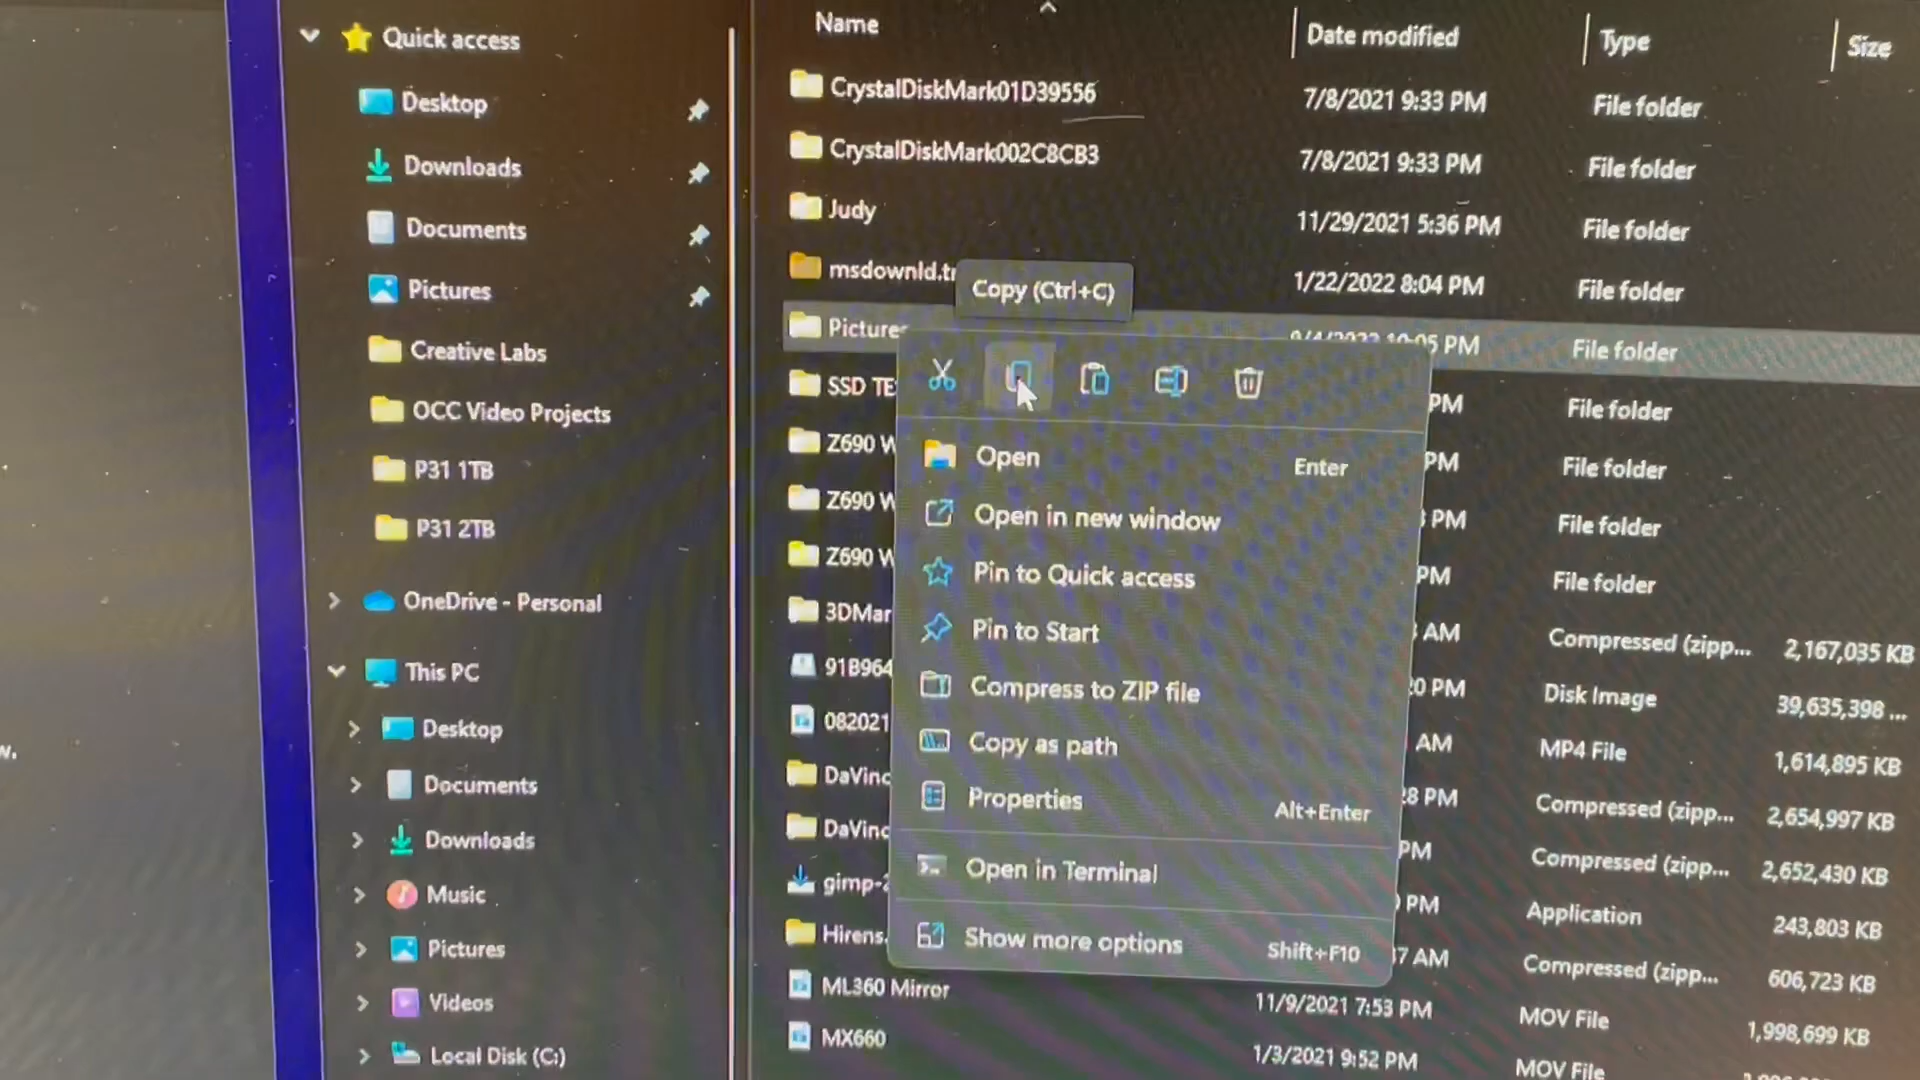 Name
Date modified
Type
Size
Quick access
Desktop
Downloads
Documents
Pictures
Creative Labs
OCC Video Projects
P31 1TB
P31 2TB
OneDrive - Personal
This PC
Desktop
Documents
Downloads
Music
Pictures
Videos
Local Disk (C:)
w.
CrystalDiskMark01D39556 7/8/2021 9:33 PM File folder
CrystalDiskMark002C8CB3 7/8/2021 9:33 PM File folder
Judy 11/29/2021 5:36 PM File folder
msdownld.t 1/22/2022 8:04 PM File folder
Pictures 10:05 PM File folder
SSD TE PM File folder
Z690 W PM File folder
Z690 W PM File folder
Z690 W PM File folder
3DMar AM Compressed (zipp... 2,167,035 KB
91B964 20 PM Disk Image 39,635,398 ...
082021 AM MP4 File 1,614,895 KB
DaVinc 28 PM Compressed (zipp... 2,654,997 KB
DaVinc PM Compressed (zipp... 2,652,430 KB
gimp-2 PM Application 243,803 KB
Hirens. 37 AM Compressed (zipp... 606,723 KB
ML360 Mirror 11/9/2021 7:53 PM MOV File 1,998,699 KB
MX660 1/3/2021 9:52 PM MOV File
Copy (Ctrl+C)
Open Enter
Open in new window
Pin to Quick access
Pin to Start
Compress to ZIP file
Copy as path
Properties Alt+Enter
Open in Terminal
Show more options Shift+F10